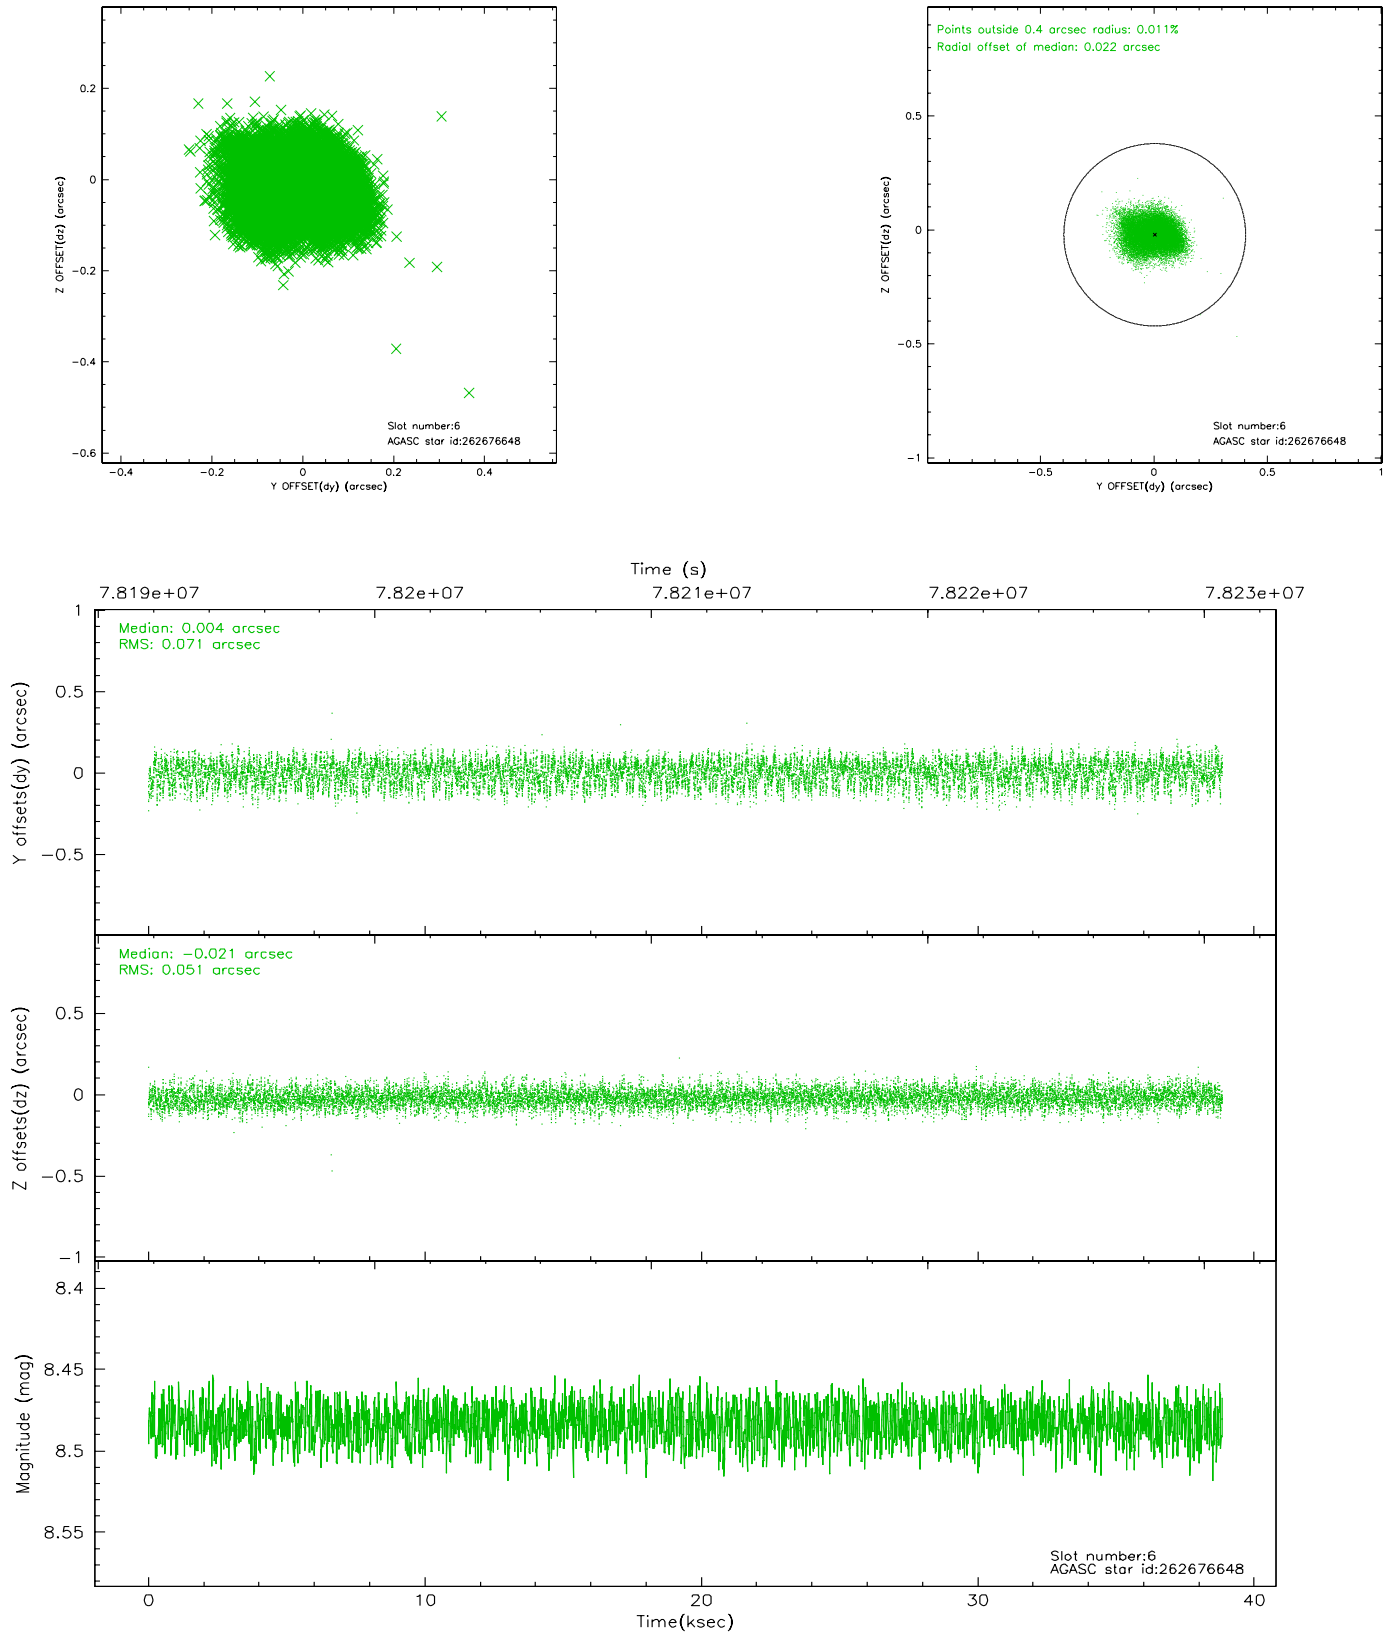 0.2
0
−0.2
−0.4
−0.6
Z OFFSET(dz) (arcsec)
−0.4
−0.2
0
0.2
0.4
Y OFFSET(dy) (arcsec)
Slot number:6
AGASC star id:262676648
Points outside 0.4 arcsec radius: 0.011%
Radial offset of median: 0.022 arcsec
0.5
0
−0.5
−1
Z OFFSET(dz) (arcsec)
−0.5
0
0.5
1
Y OFFSET(dy) (arcsec)
Slot number:6
AGASC star id:262676648
Time (s)
7.819e+07
7.82e+07
7.821e+07
7.822e+07
7.823e+07
Median: 0.004 arcsec
RMS: 0.071 arcsec
1
0.5
0
−0.5
Y offsets(dy) (arcsec)
Median: −0.021 arcsec
RMS: 0.051 arcsec
0.5
0
−0.5
−1
Z offsets(dz) (arcsec)
8.4
8.45
8.5
8.55
Magnitude (mag)
Slot number:6
AGASC star id:262676648
0
10
20
30
40
Time(ksec)